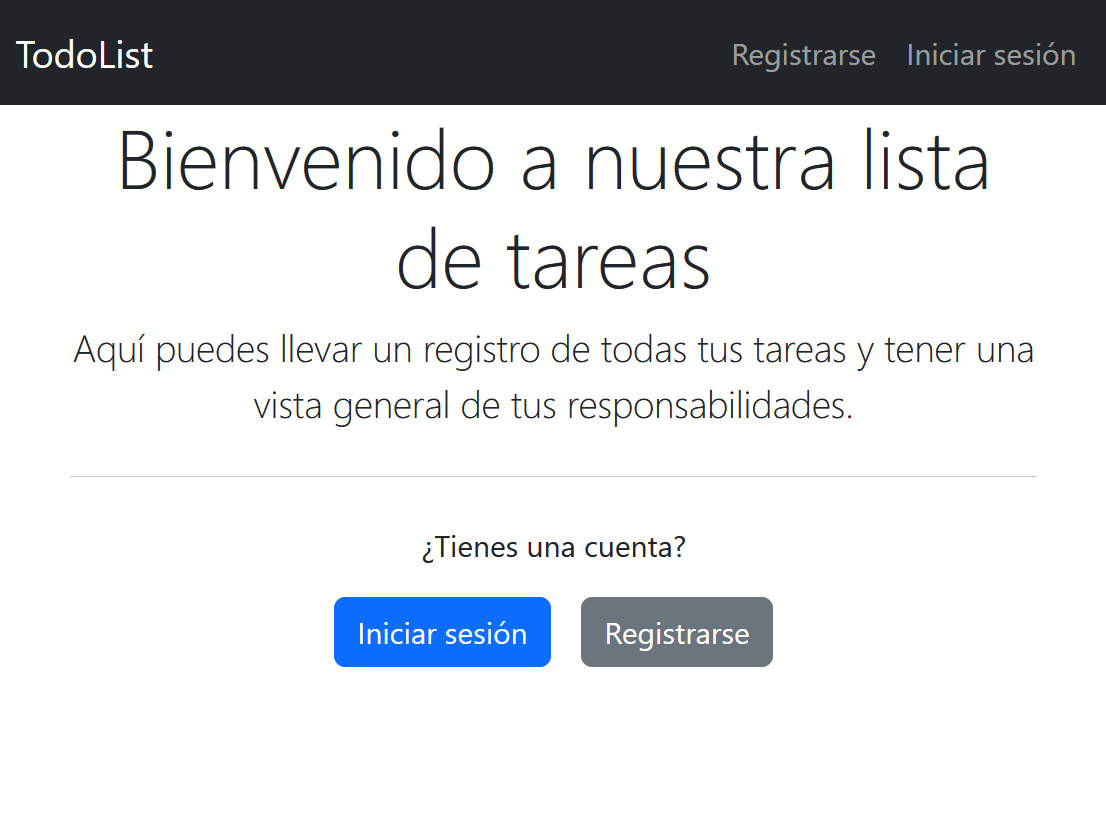 TodoList
Registrarse
Iniciar sesión
Bienvenido a nuestra lista
de tareas
Aquí puedes llevar un registro de todas tus tareas y tener una
vista general de tus responsabilidades.
¿Tienes una cuenta?
Iniciar sesión
Registrarse